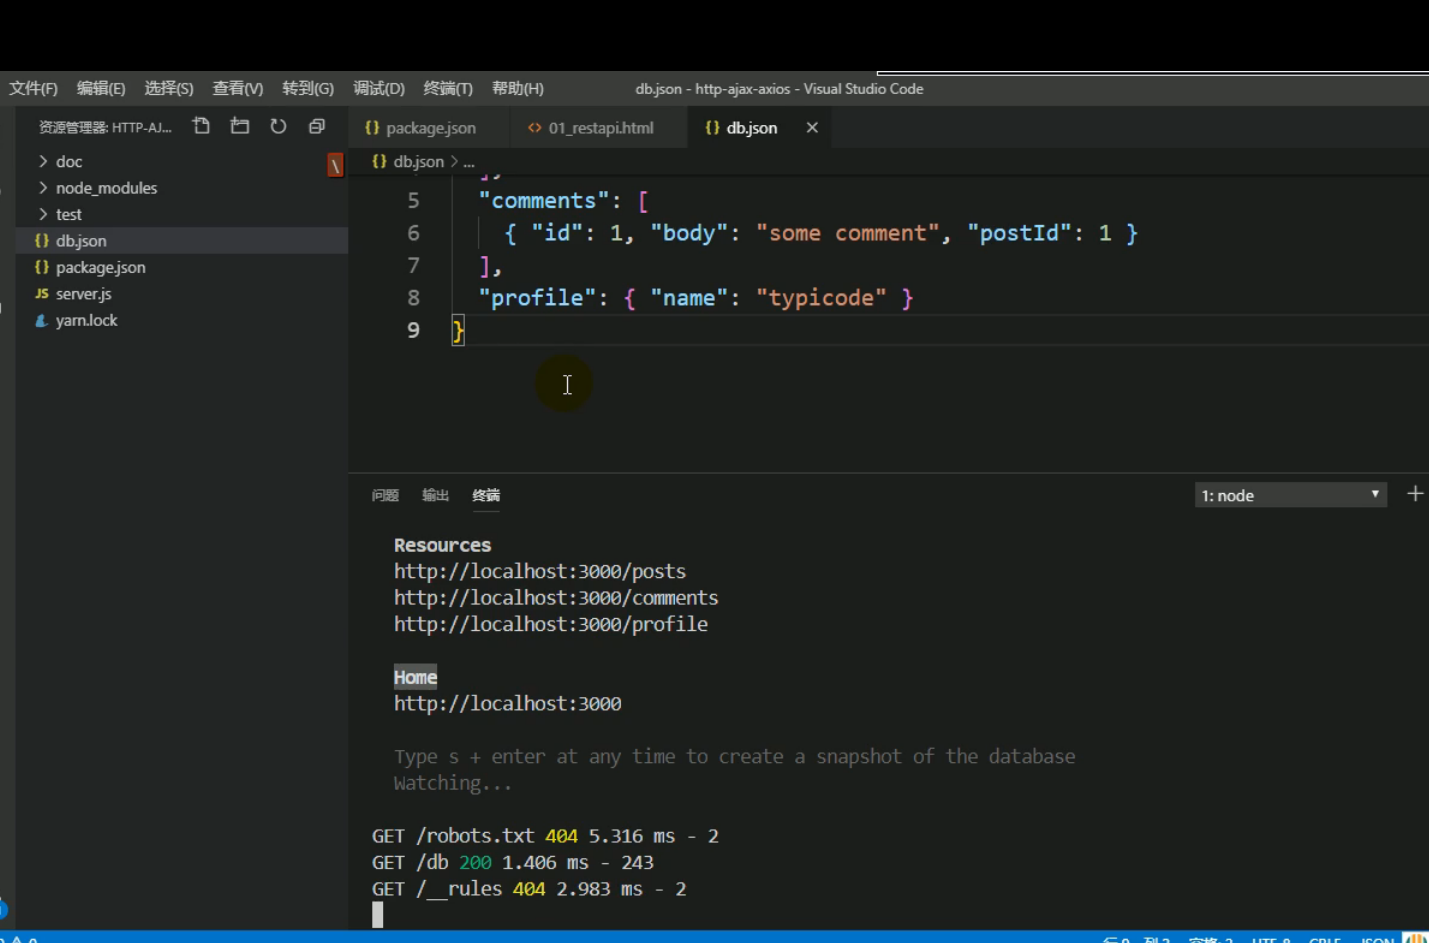 文件(F) 编辑(E) 选择(S) 查看(V) 转到(G) 调试(D) 终端(T) 帮助(H) db.json - http-ajax-axios - Visual Studio Code
资源管理器: HTTP-AJ...
doc
node_modules
test
{} db.json
{} package.json
JS server.js
yarn.lock
{} package.json <> 01_restapi.html {} db.json ×
{} db.json > ...
5 "comments": [
6 { "id": 1, "body": "some comment", "postId": 1 }
7 ],
8 "profile": { "name": "typicode" }
9 }
问题 输出 终端 1: node
Resources
http://localhost:3000/posts
http://localhost:3000/comments
http://localhost:3000/profile
Home
http://localhost:3000
Type s + enter at any time to create a snapshot of the database
Watching...
GET /robots.txt 404 5.316 ms - 2
GET /db 200 1.406 ms - 243
GET /__rules 404 2.983 ms - 2